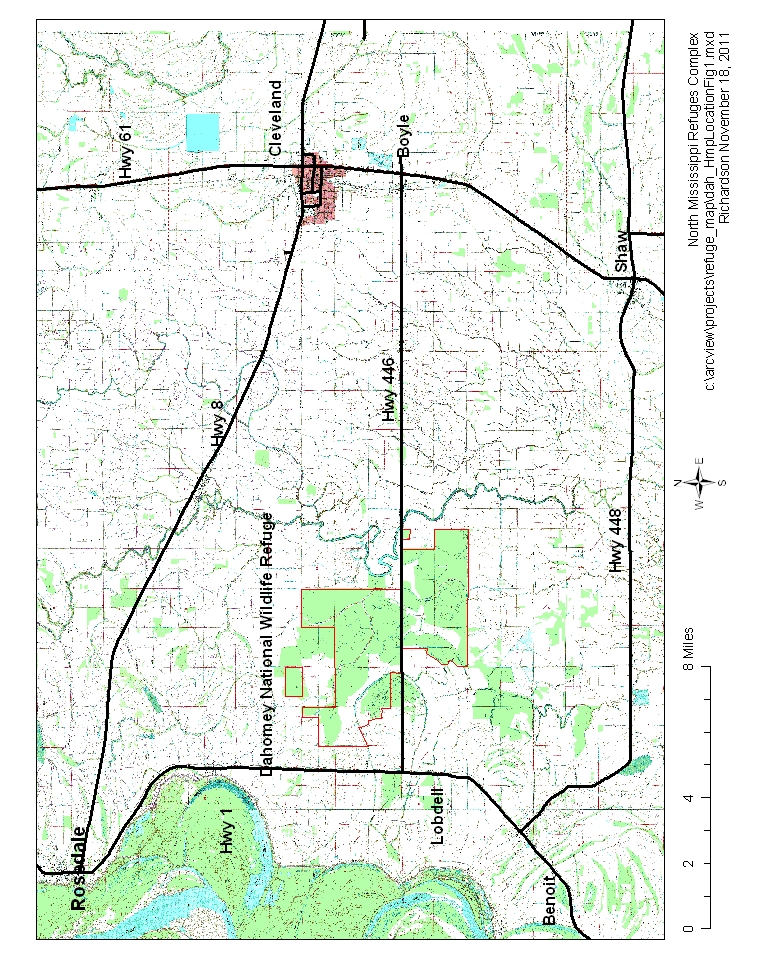 Rosedale
Hwy 1
Hwy 8
Hwy 61
Cleveland
Boyle
Dahomey National Wildlife Refuge
Hwy 446
Lobdell
Benoit
Hwy 448
Shaw
0 2 4 8 Miles
N
W E
S
North Mississippi Refuges Complex
c:\arcview\projects\refuge_map\dah_HmpLocationFig1.mxd
Richardson November 18, 2011